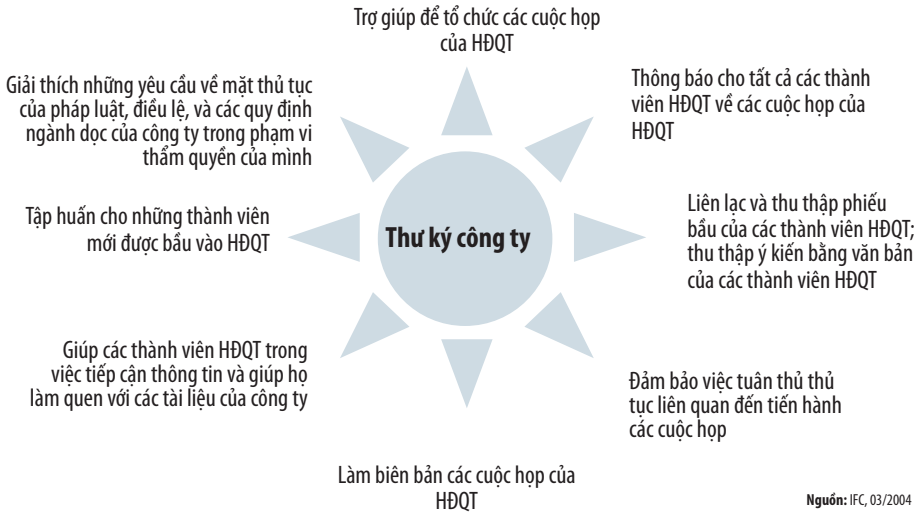 Trợ giúp để tổ chức các cuộc họp
của HĐQT
Giải thích những yêu cầu về mặt thủ tục
của pháp luật, điều lệ, và các quy định
ngành dọc của công ty trong phạm vi
thẩm quyền của mình
Thông báo cho tất cả các thành
viên HĐQT về các cuộc họp của
HĐQT
Tập huấn cho những thành viên
mới được bầu vào HĐQT
Thư ký công ty
Liên lạc và thu thập phiếu
bầu của các thành viên HĐQT;
thu thập ý kiến bằng văn bản
của các thành viên HĐQT
Giúp các thành viên HĐQT trong
việc tiếp cận thông tin và giúp họ
làm quen với các tài liệu của công ty
Đảm bảo việc tuân thủ thủ
tục liên quan đến tiến hành
các cuộc họp
Làm biên bản các cuộc họp của
HĐQT
Nguồn: IFC, 03/2004